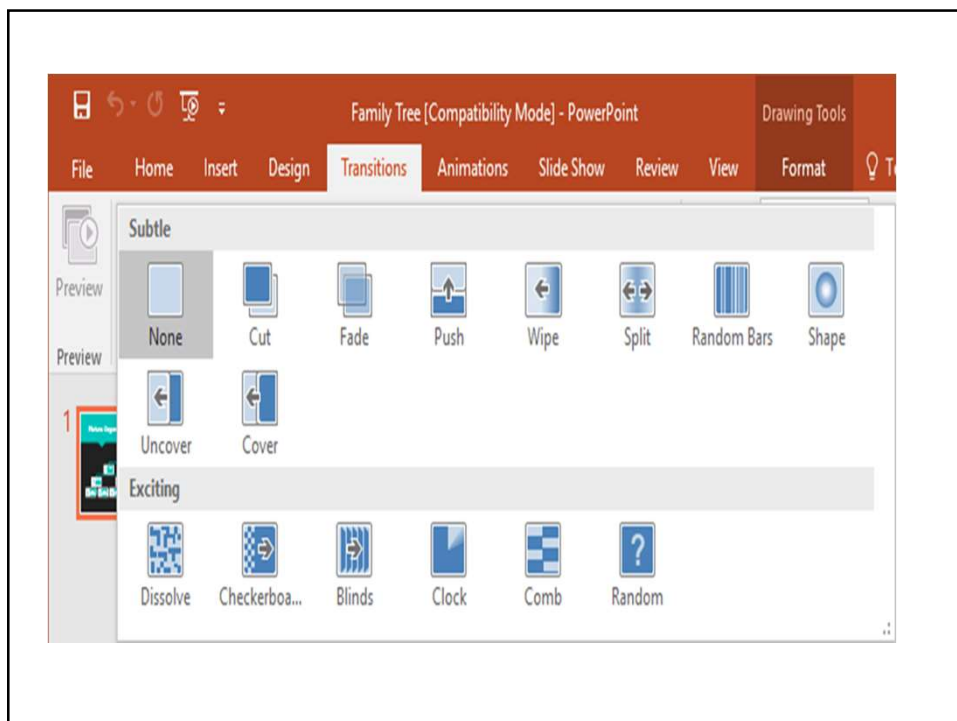 Family Tree [Compatibility Mode] - PowerPoint Drawing Tools
File Home Insert Design Transitions Animations Slide Show Review View Format
Subtle
Preview
None Cut Fade Push Wipe Split Random Bars Shape
Preview
1
Uncover Cover
Exciting
Dissolve Checkerboa... Blinds Clock Comb Random
?